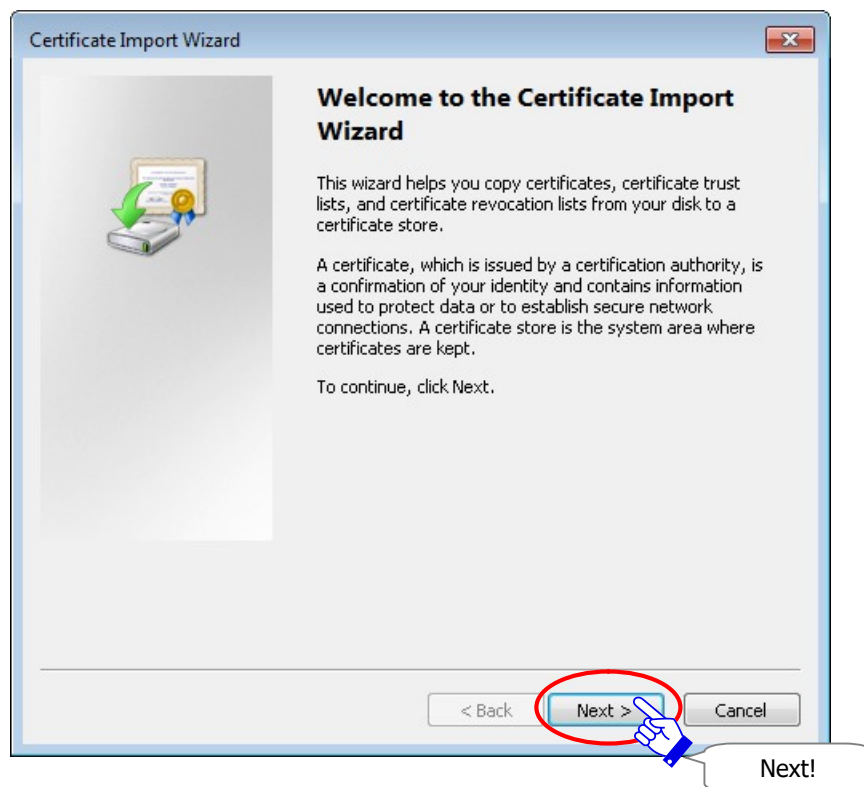 Certificate Import Wizard
Welcome to the Certificate Import
Wizard
This wizard helps you copy certificates, certificate trust
lists, and certificate revocation lists from your disk to a
certificate store.
A certificate, which is issued by a certification authority, is
a confirmation of your identity and contains information
used to protect data or to establish secure network
connections. A certificate store is the system area where
certificates are kept.
To continue, click Next.
< Back
Next >
Cancel
Next!